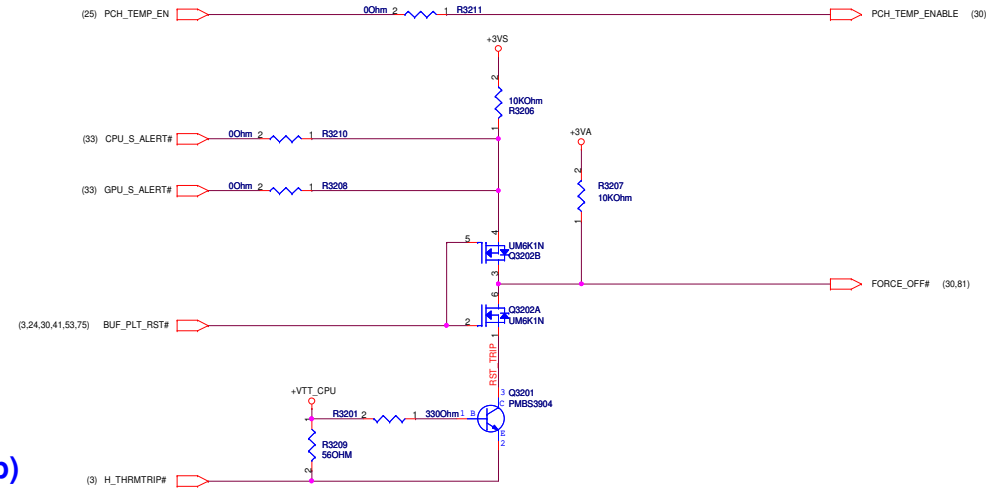 (25) PCH_TEMP_EN 0Ohm 2 1 R3211 PCH_TEMP_ENABLE (30)
+3VS
2
10KOhm
R3206
1
+3VA
(33) CPU_S_ALERT# 0Ohm 2 1 R3210
2
R3207
10KOhm
1
(33) GPU_S_ALERT# 0Ohm 2 1 R3208
4
5 UM6K1N
Q3202B
3
FORCE_OFF# (30,81)
6
Q3202A
(3,24,30,41,53,75) BUF_PLT_RST# 2 UM6K1N
1
RST_TRIP
+VTT_CPU
3 Q3201
C PMBS3904
1 R3201 2 1 330Ohm 1 B
R3209
56OHM
E
2
2
o)
(3) H_THRMTRIP#